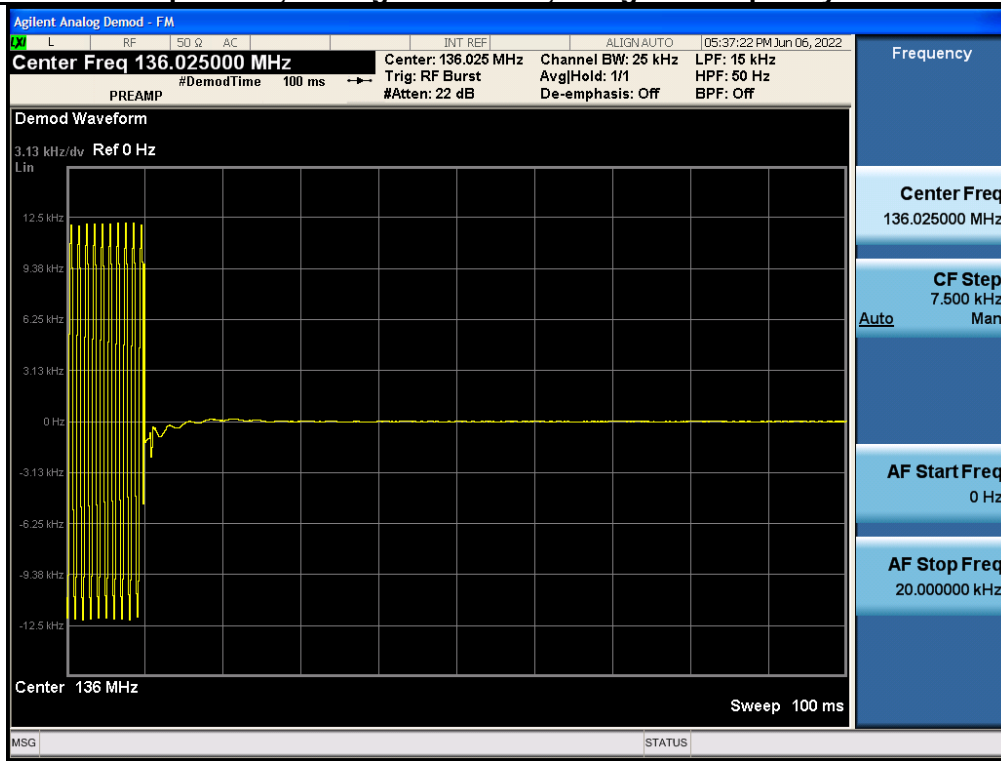 Agilent Analog Demod - FM
LXI L RF 50 Ω AC INT REF ALIGN AUTO 05:37:22 PM Jun 06, 2022
Center Freq 136.025000 MHz
#DemodTime 100 ms
PREAMP
Center: 136.025 MHz
Trig: RF Burst
#Atten: 22 dB
Channel BW: 25 kHz
Avg|Hold: 1/1
De-emphasis: Off
LPF: 15 kHz
HPF: 50 Hz
BPF: Off
Demod Waveform
3.13 kHz/dv Ref 0 Hz
Lin
12.5 kHz
9.38 kHz
6.25 kHz
3.13 kHz
0 Hz
-3.13 kHz
-6.25 kHz
-9.38 kHz
-12.5 kHz
Center 136 MHz
Sweep 100 ms
Frequency
Center Freq
136.025000 MHz
CF Step
7.500 kHz
Auto Man
AF Start Freq
0 Hz
AF Stop Freq
20.000000 kHz
MSG STATUS